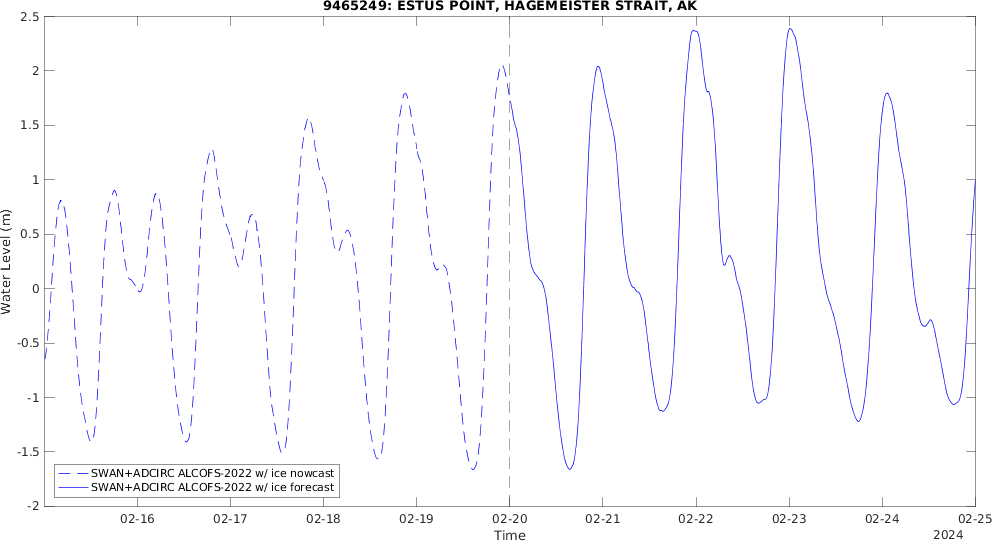 9465249: ESTUS POINT, HAGEMEISTER STRAIT, AK
2.5
2
1.5
1
0.5
0
-0.5
-1
-1.5
-2
Water Level (m)
SWAN+ADCIRC ALCOFS-2022 w/ ice nowcast
SWAN+ADCIRC ALCOFS-2022 w/ ice forecast
02-16 02-17 02-18 02-19 02-20 02-21 02-22 02-23 02-24 02-25
Time
2024